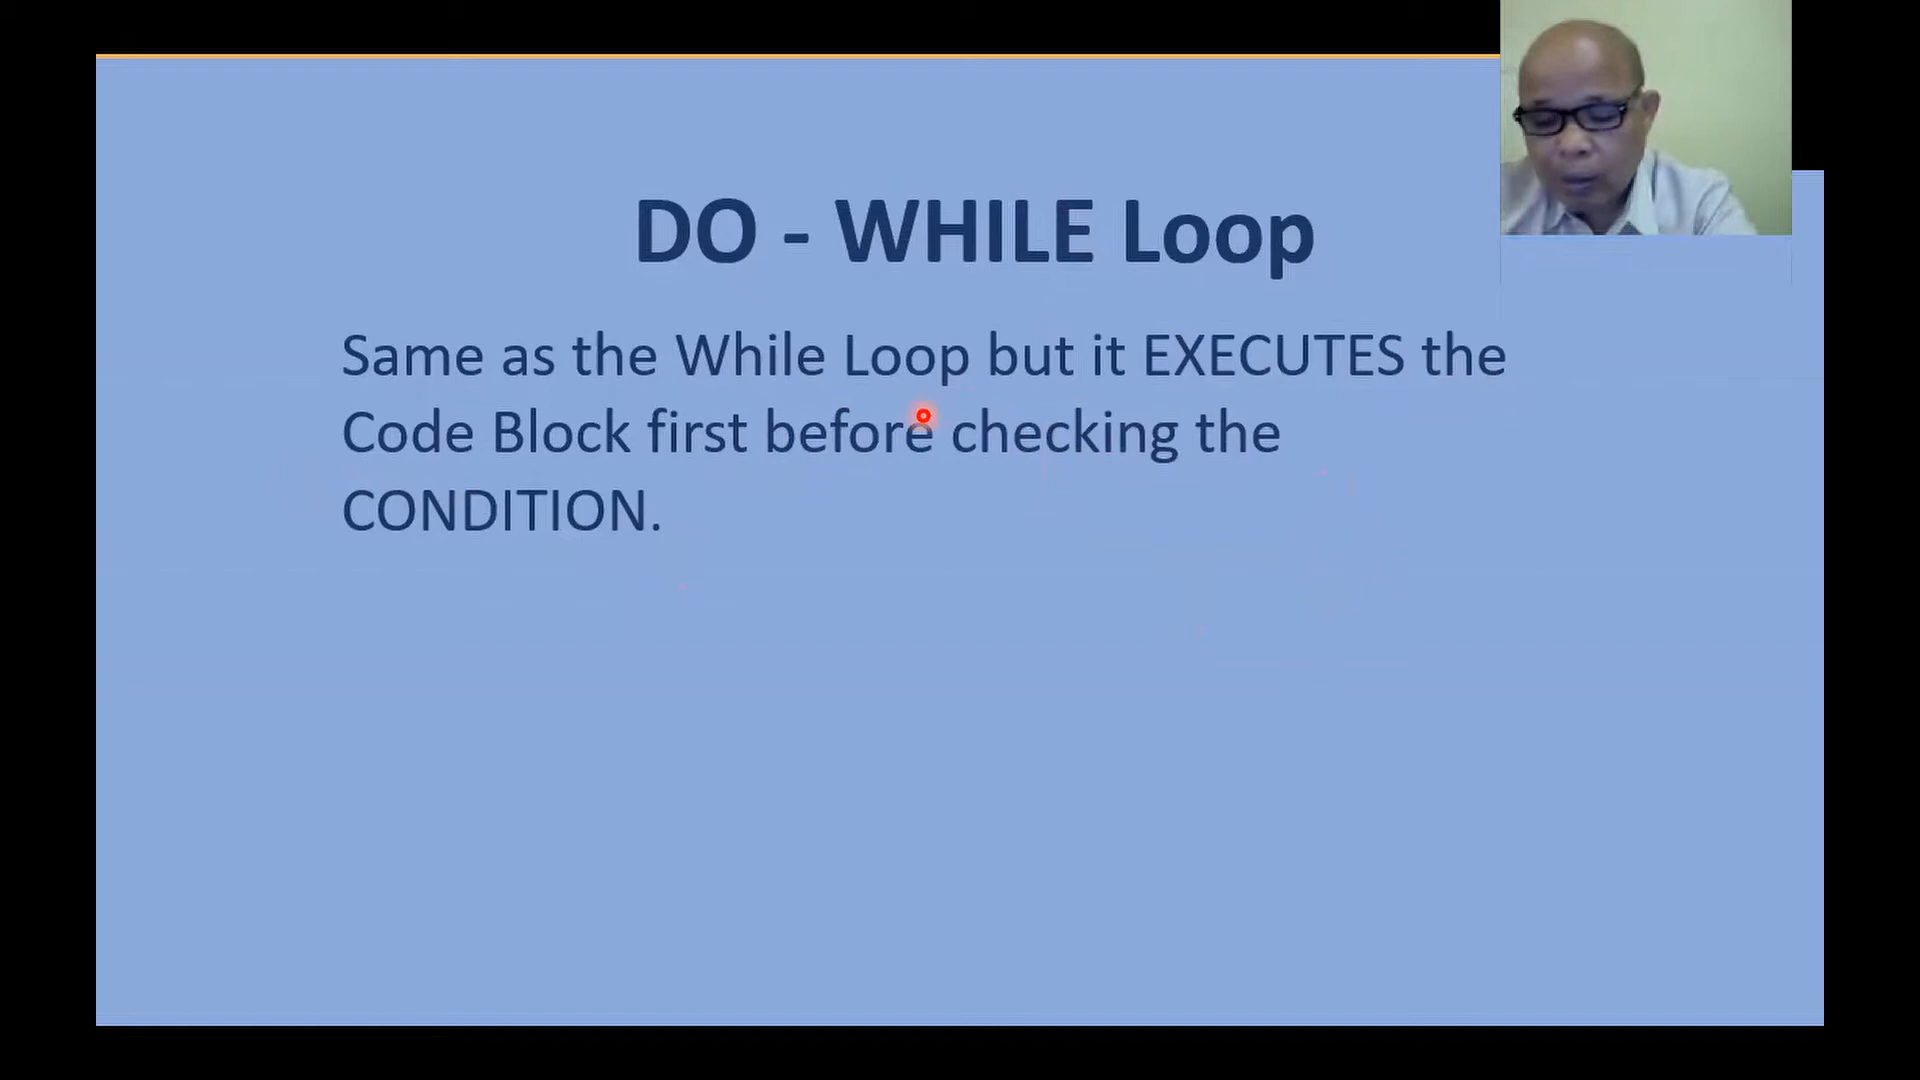 DO - WHILE Loop
Same as the While Loop but it EXECUTES the
Code Block first before checking the
CONDITION.